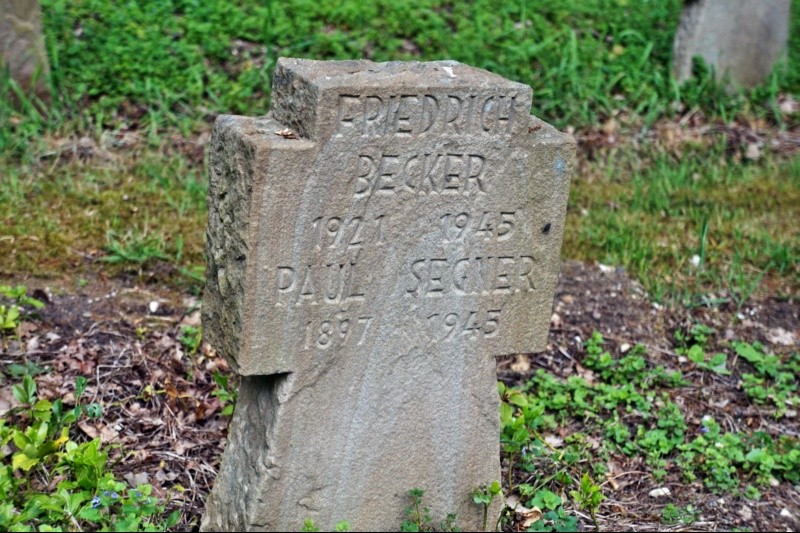 FRIEDRICH
BECKER
1921 1945
PAUL SEGNER
1897 1945